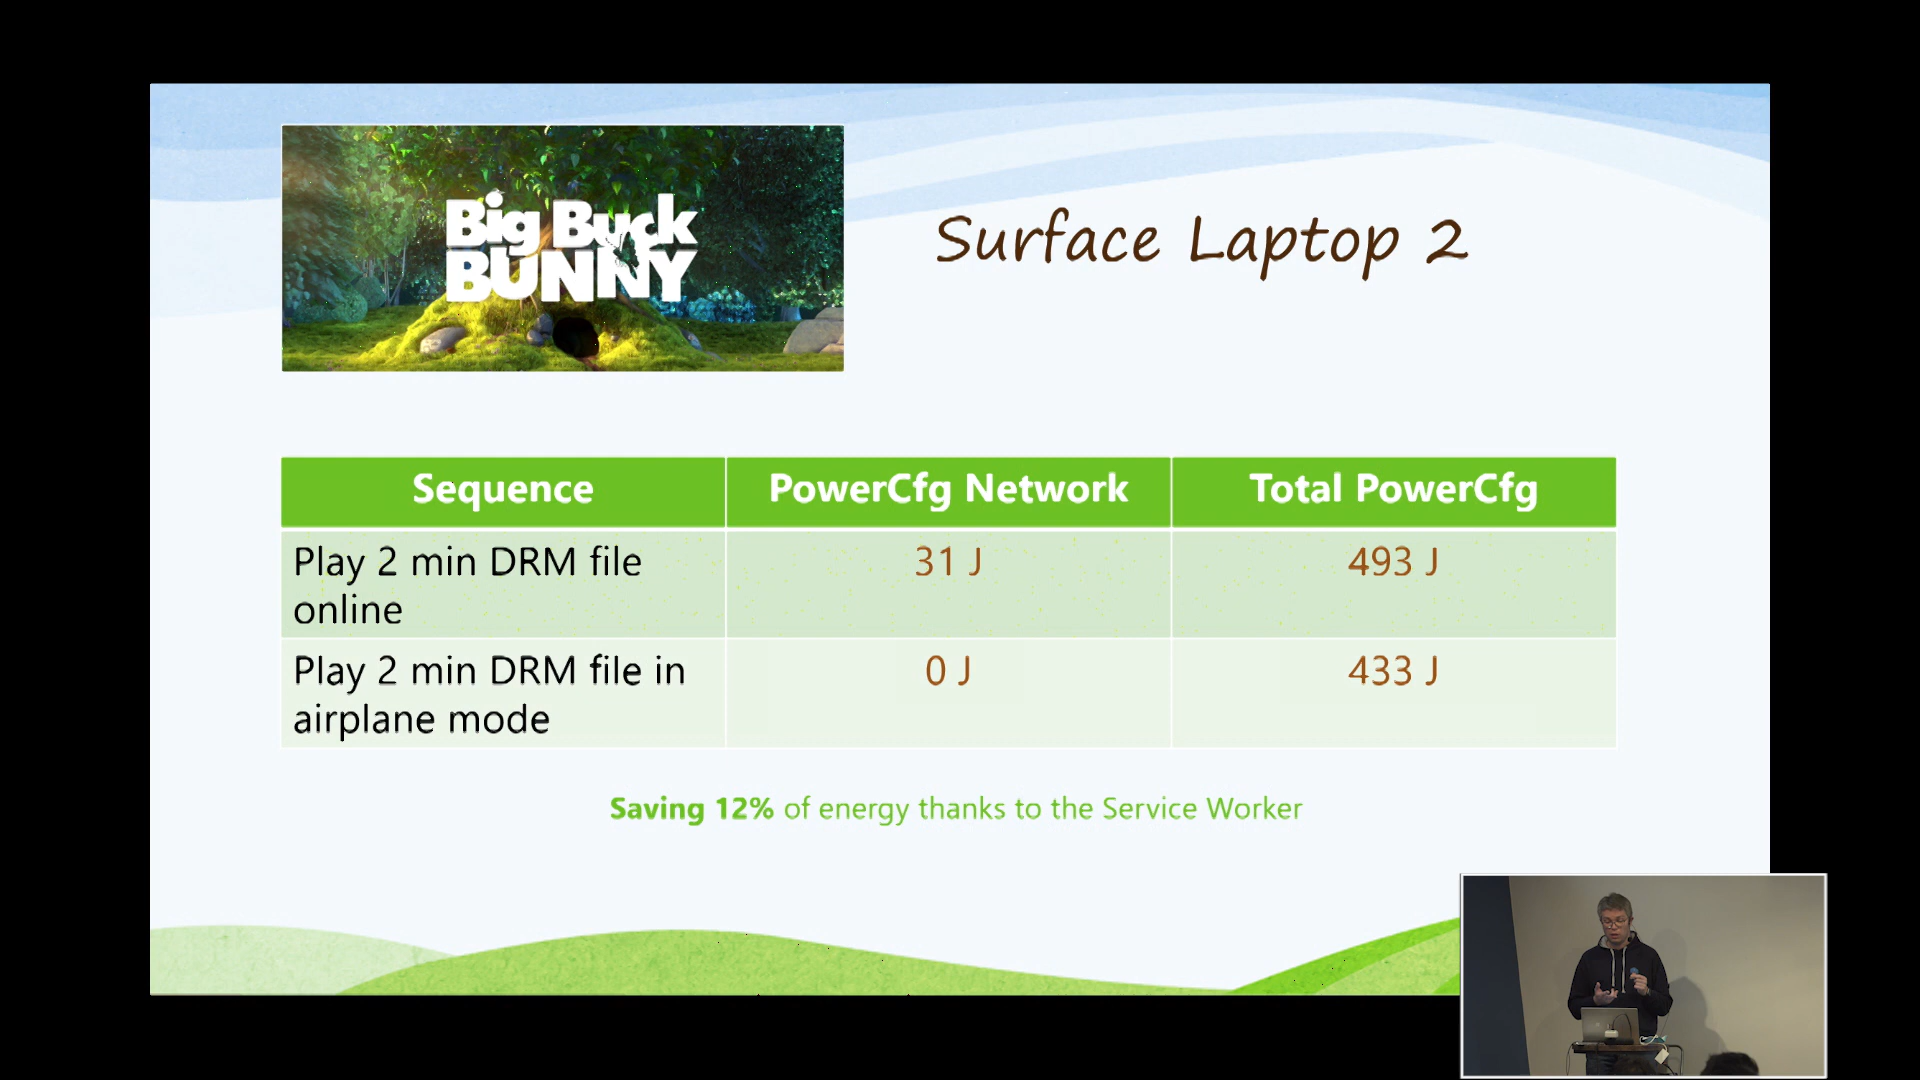 Big Buck
BUNNY
Surface Laptop 2
Sequence
PowerCfg Network
Total PowerCfg
Play 2 min DRM file
online
31 J
493 J
Play 2 min DRM file in
airplane mode
0 J
433 J
Saving 12% of energy thanks to the Service Worker